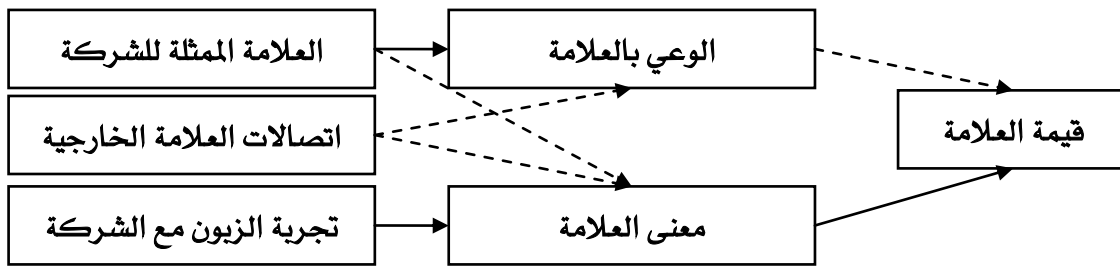 العلامة الممثلة للشركة
الوعي بالعلامة
اتصالات العلامة الخارجية
قيمة العلامة
تجربة الزبون مع الشركة
معنى العلامة